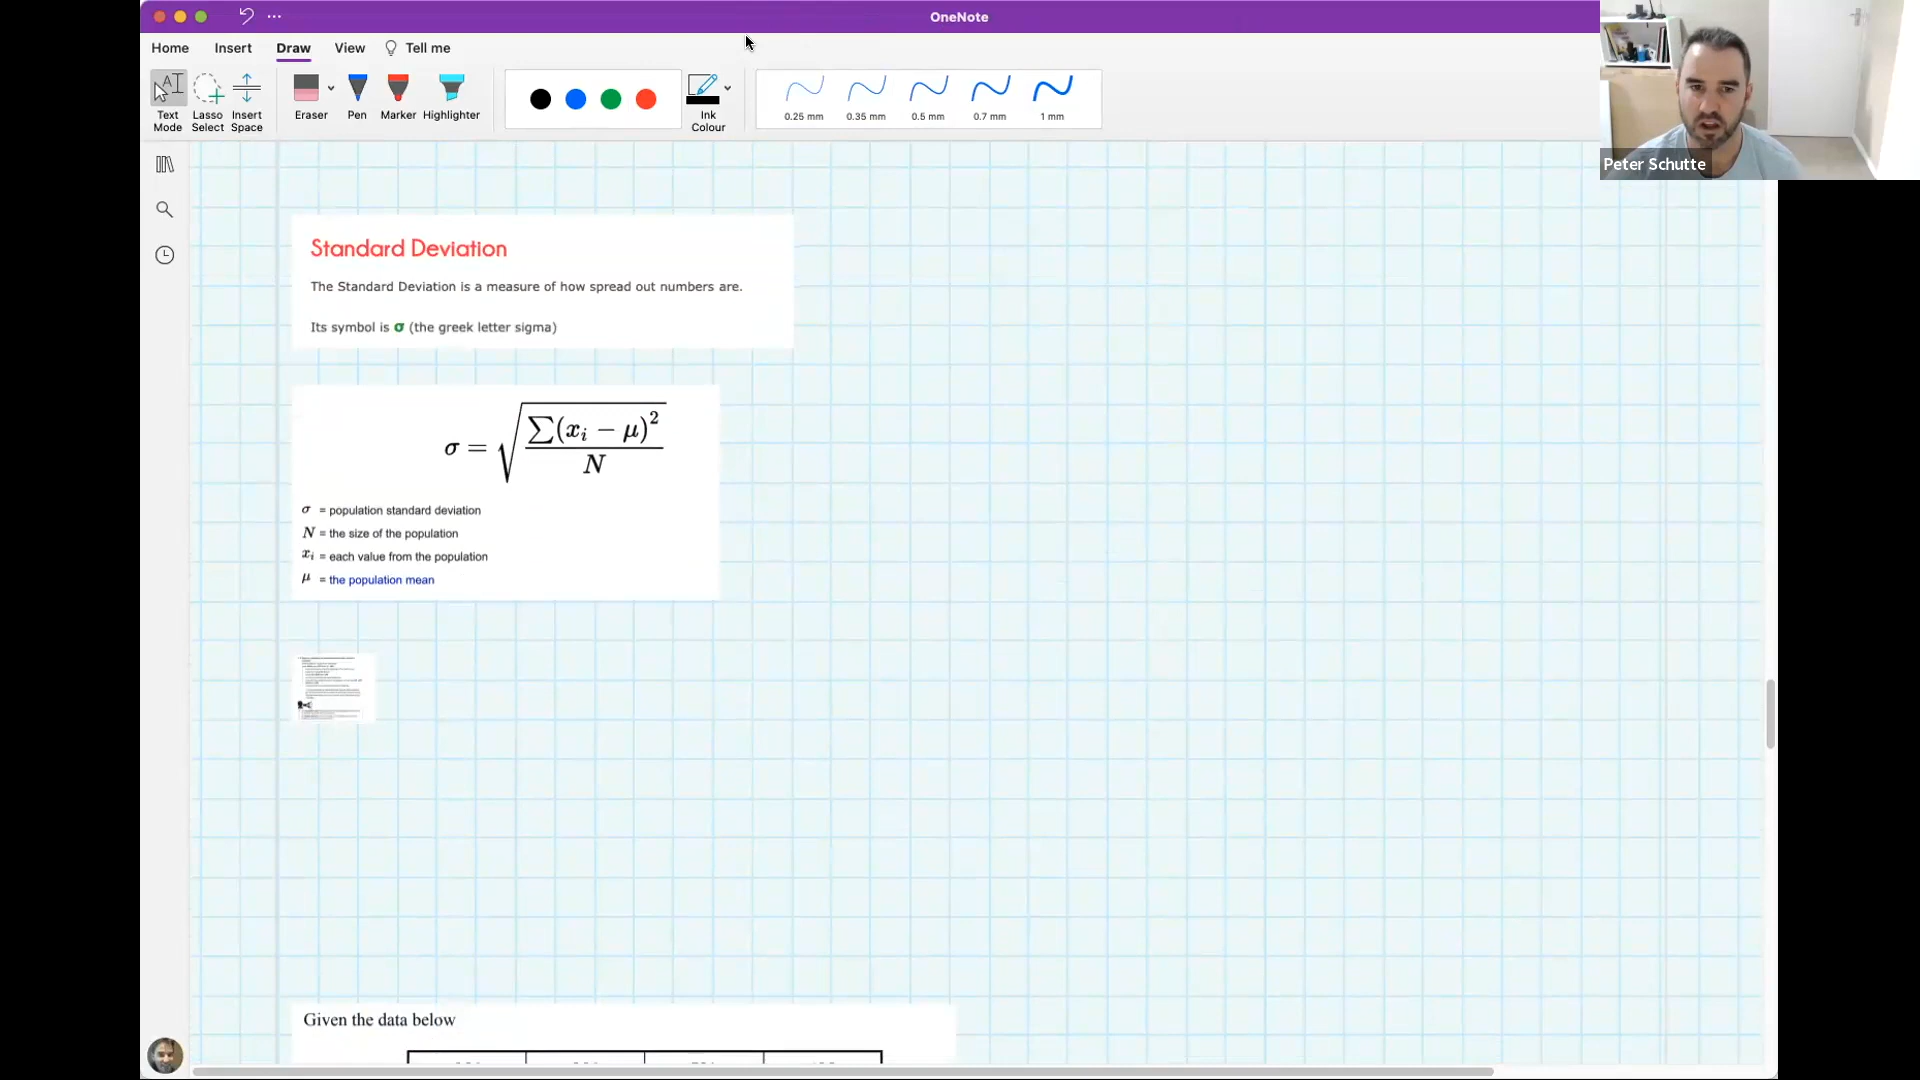 OneNote
Home Insert Draw View Tell me
Text Mode
Lasso Select
Insert Space
Eraser
Pen
Marker
Highlighter
Ink Colour
0.25 mm
0.35 mm
0.5 mm
0.7 mm
1 mm
Peter Schutte
Standard Deviation
The Standard Deviation is a measure of how spread out numbers are.
Its symbol is σ (the greek letter sigma)
σ = √(∑(xᵢ − μ)² / N)
σ = population standard deviation
N = the size of the population
xᵢ = each value from the population
μ = the population mean
Given the data below